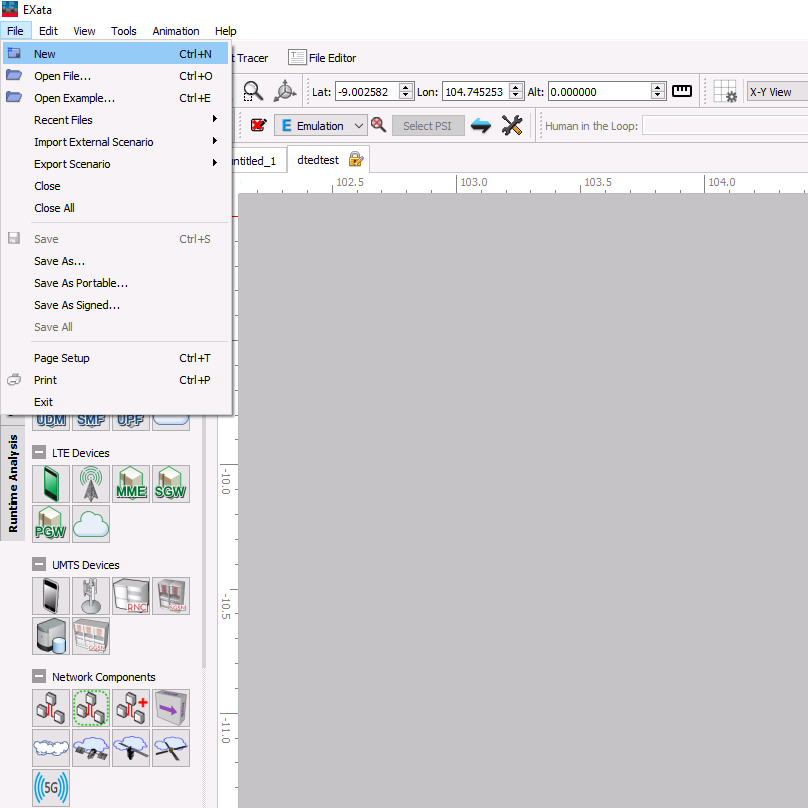 EXata
File Edit View Tools Animation Help
New Ctrl+N
Open File... Ctrl+O
Open Example... Ctrl+E
Recent Files
Import External Scenario
Export Scenario
Close
Close All
Save Ctrl+S
Save As...
Save As Portable...
Save As Signed...
Save All
Page Setup Ctrl+T
Print Ctrl+P
Exit
Tracer File Editor
Lat: -9.002582 Lon: 104.745253 Alt: 0.000000 X-Y View
E Emulation Select PSI Human in the Loop:
ntitled_1 dtedtest
102.5 103.0 103.5 104.0
-10.0
-10.5
-11.0
Runtime Analysis
UDM SMF UPF
LTE Devices
MME SGW
PGW
UMTS Devices
RNC
Network Components
5G